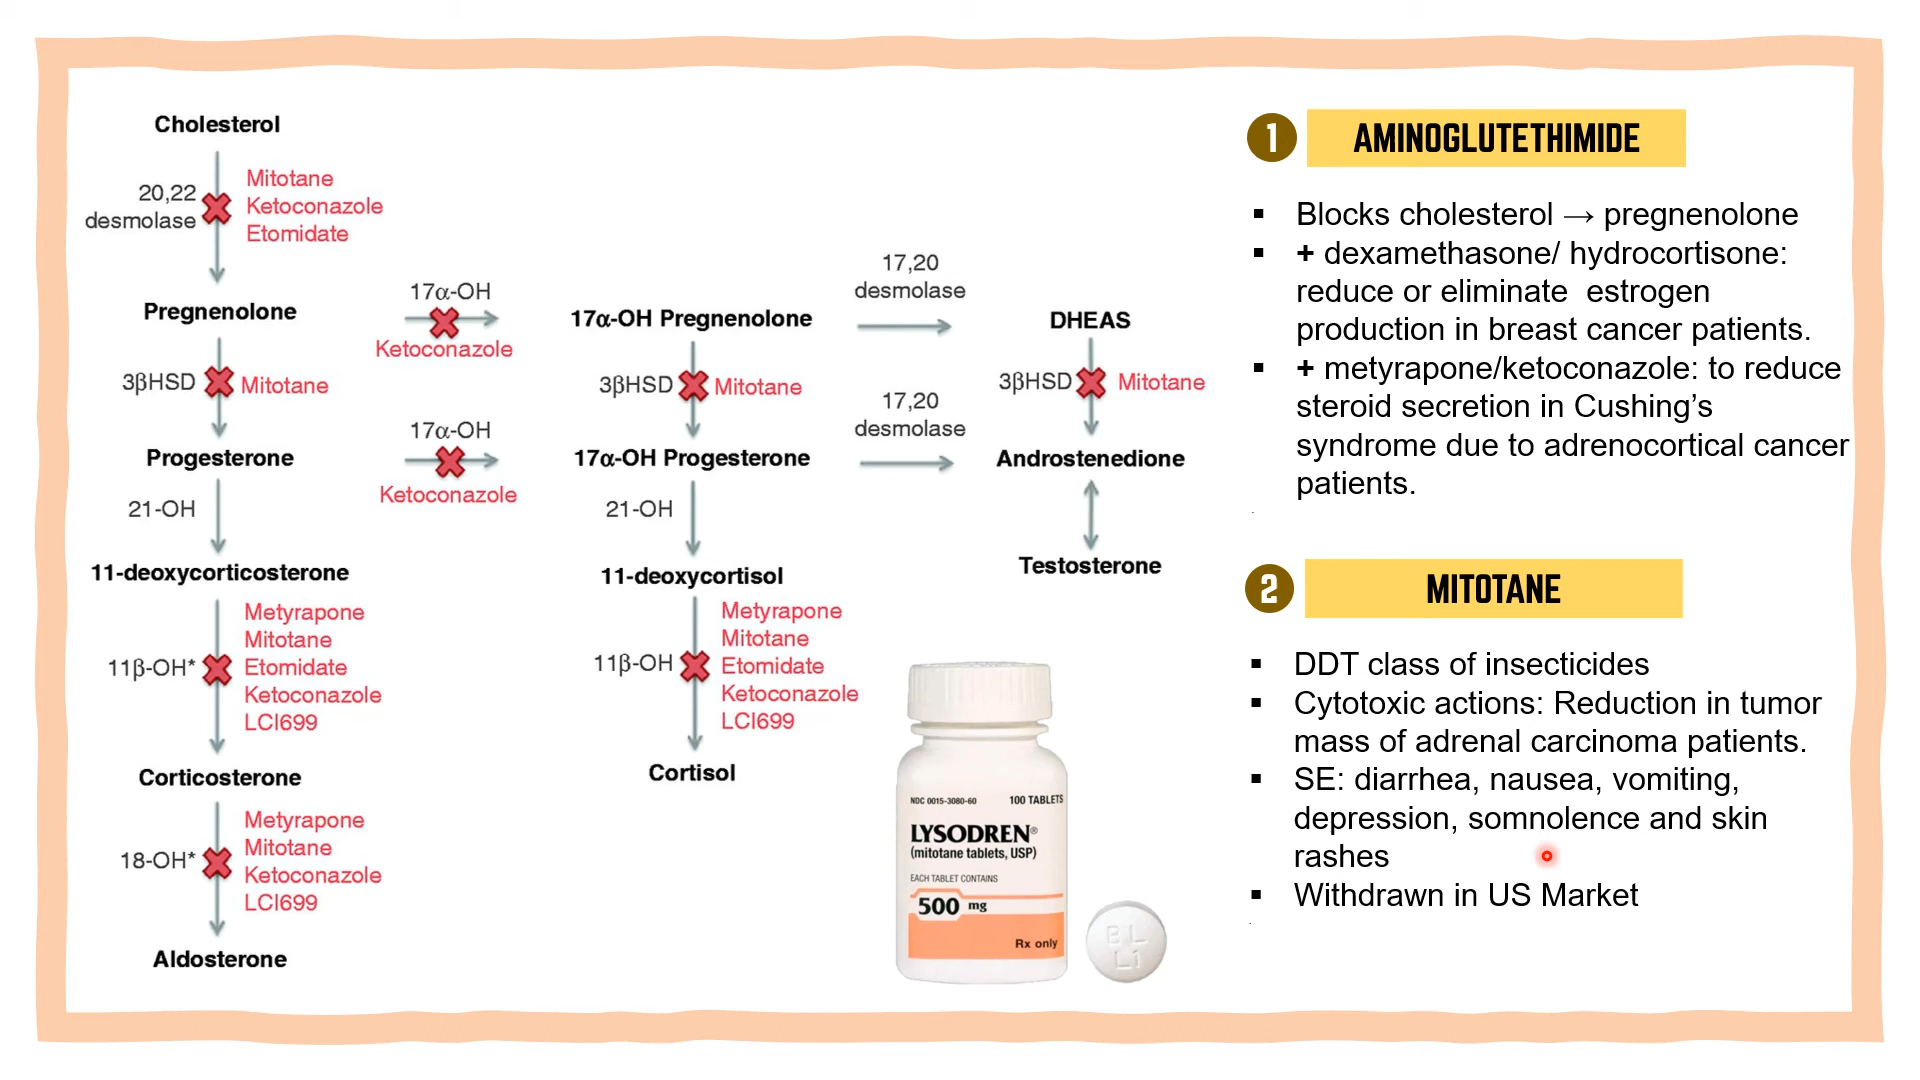 Cholesterol
20,22
desmolase
Mitotane
Ketoconazole
Etomidate
Pregnenolone
17α-OH
Ketoconazole
17α-OH Pregnenolone
17,20
desmolase
DHEAS
3βHSD
Mitotane
3βHSD
Mitotane
3βHSD
Mitotane
Progesterone
17α-OH
Ketoconazole
17α-OH Progesterone
17,20
desmolase
Androstenedione
21-OH
21-OH
11-deoxycorticosterone
11-deoxycortisol
Testosterone
11β-OH*
Metyrapone
Mitotane
Etomidate
Ketoconazole
LCI699
11β-OH
Metyrapone
Mitotane
Etomidate
Ketoconazole
LCI699
Corticosterone
Cortisol
18-OH*
Metyrapone
Mitotane
Ketoconazole
LCI699
Aldosterone
NDC 0015-3080-60 100 TABLETS
LYSODREN®
(mitotane tablets, USP)
EACH TABLET CONTAINS
500 mg
Rx only
BL
L1
1 AMINOGLUTETHIMIDE
▪ Blocks cholesterol → pregnenolone
▪ + dexamethasone/ hydrocortisone:
reduce or eliminate estrogen
production in breast cancer patients.
▪ + metyrapone/ketoconazole: to reduce
steroid secretion in Cushing’s
syndrome due to adrenocortical cancer
patients.
2 MITOTANE
▪ DDT class of insecticides
▪ Cytotoxic actions: Reduction in tumor
mass of adrenal carcinoma patients.
▪ SE: diarrhea, nausea, vomiting,
depression, somnolence and skin
rashes
▪ Withdrawn in US Market